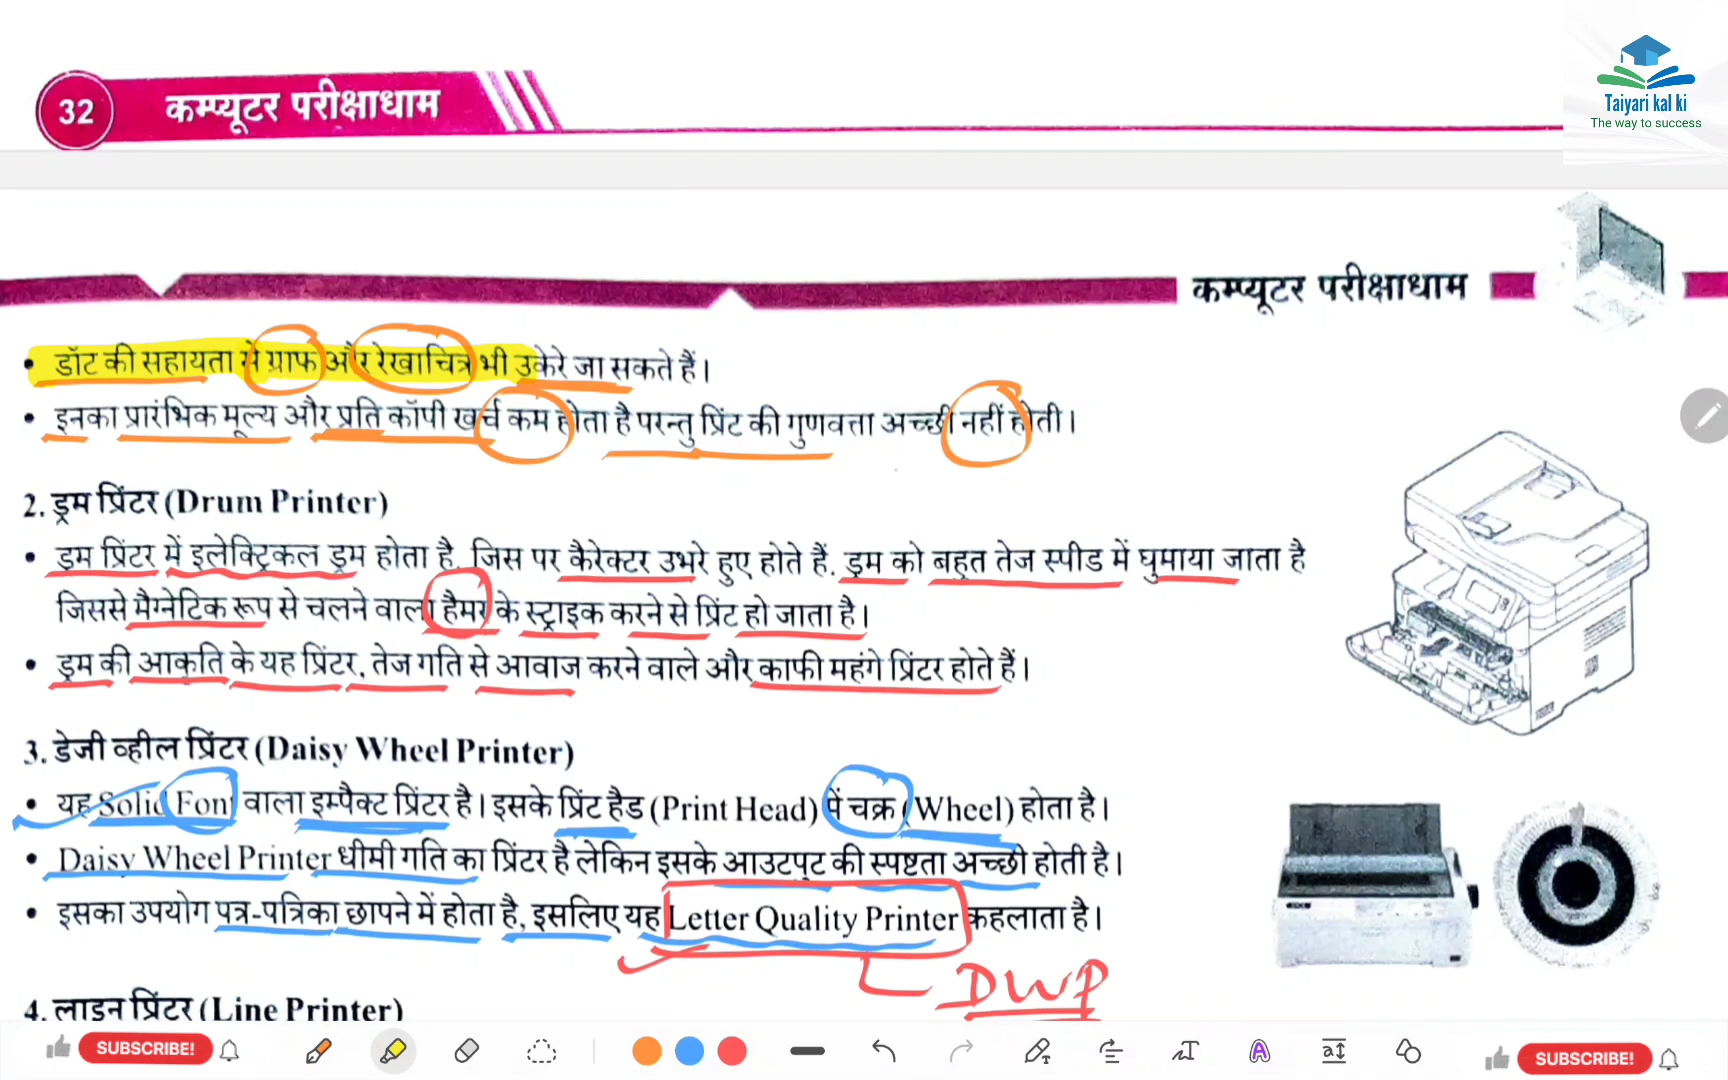 32 कम्प्यूटर परीक्षाधाम
Taiyari kal ki
The way to success
कम्प्यूटर परीक्षाधाम
• डॉट की सहायता से ग्राफ और रेखाचित्र भी उकेरे जा सकते हैं।
• इनका प्रारंभिक मूल्य और प्रति कॉपी खर्च कम होता है परन्तु प्रिंट की गुणवत्ता अच्छी नहीं होती।
2. ड्रम प्रिंटर (Drum Printer)
• ड्रम प्रिंटर में इलेक्ट्रिकल ड्रम होता है, जिस पर कैरेक्टर उभरे हुए होते हैं. ड्रम को बहुत तेज स्पीड में घुमाया जाता है
जिससे मैग्नेटिक रूप से चलने वाला हैमर के स्ट्राइक करने से प्रिंट हो जाता है।
• ड्रम की आकृति के यह प्रिंटर, तेज गति से आवाज करने वाले और काफी महंगे प्रिंटर होते हैं।
3. डेजी व्हील प्रिंटर (Daisy Wheel Printer)
• यह Solid Font वाला इम्पैक्ट प्रिंटर है। इसके प्रिंट हैड (Print Head) में चक्र (Wheel) होता है।
• Daisy Wheel Printer धीमी गति का प्रिंटर है लेकिन इसके आउटपुट की स्पष्टता अच्छी होती है।
• इसका उपयोग पत्र-पत्रिका छापने में होता है, इसलिए यह Letter Quality Printer कहलाता है।
DWP
4. लाइन प्रिंटर (Line Printer)
SUBSCRIBE!
SUBSCRIBE!